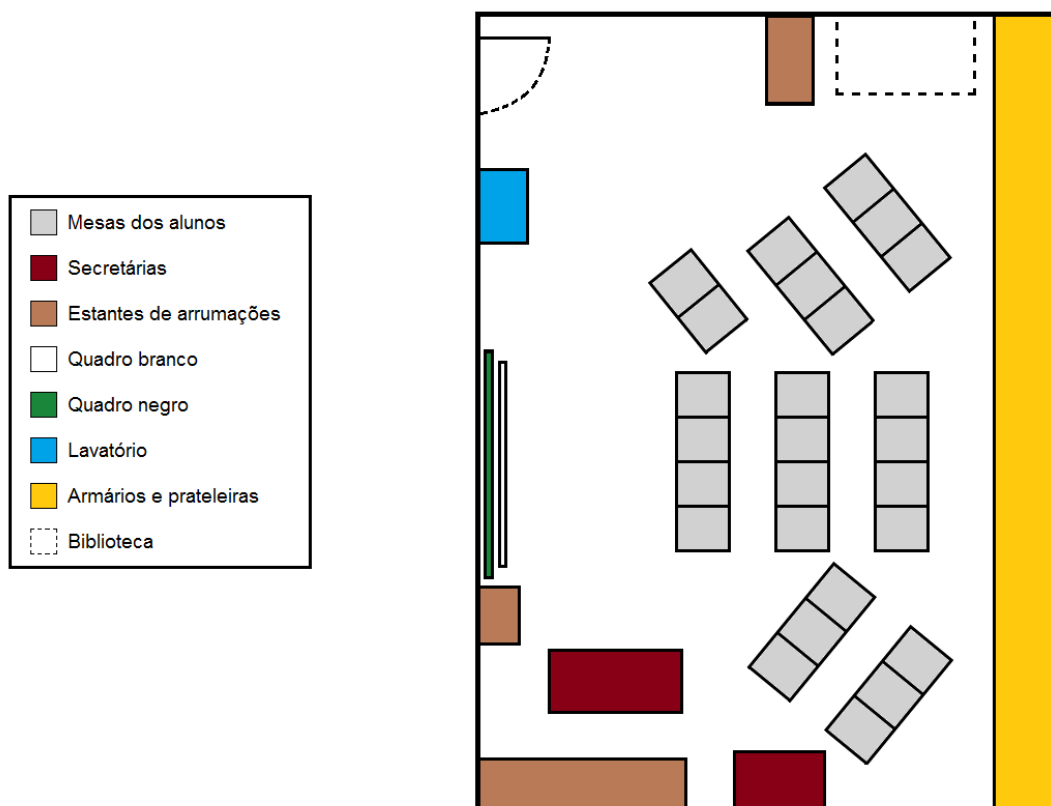 Mesas dos alunos
Secretárias
Estantes de arrumações
Quadro branco
Quadro negro
Lavatório
Armários e prateleiras
Biblioteca